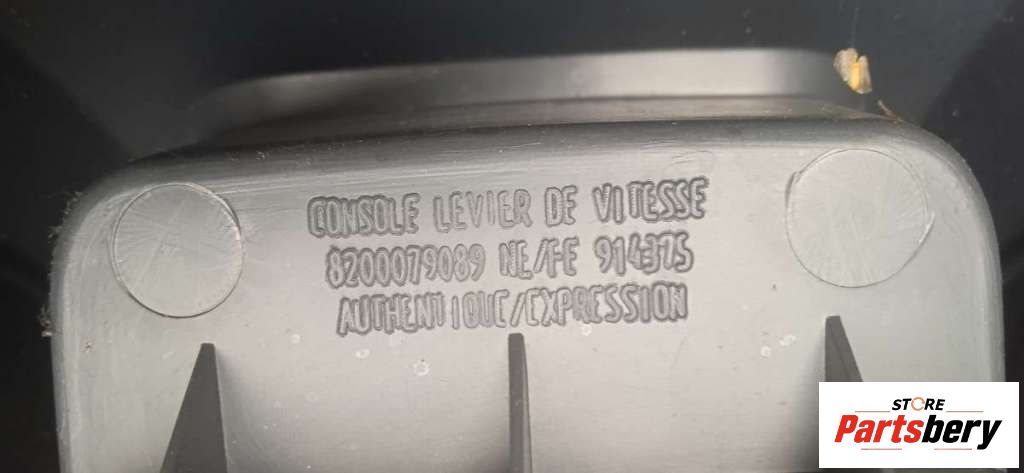 CONSOLE LEVIER DE VITESSE
8200079089 NE/FE 914375
AUTHENTIQUE/EXPRESSION
STORE
Partsbery